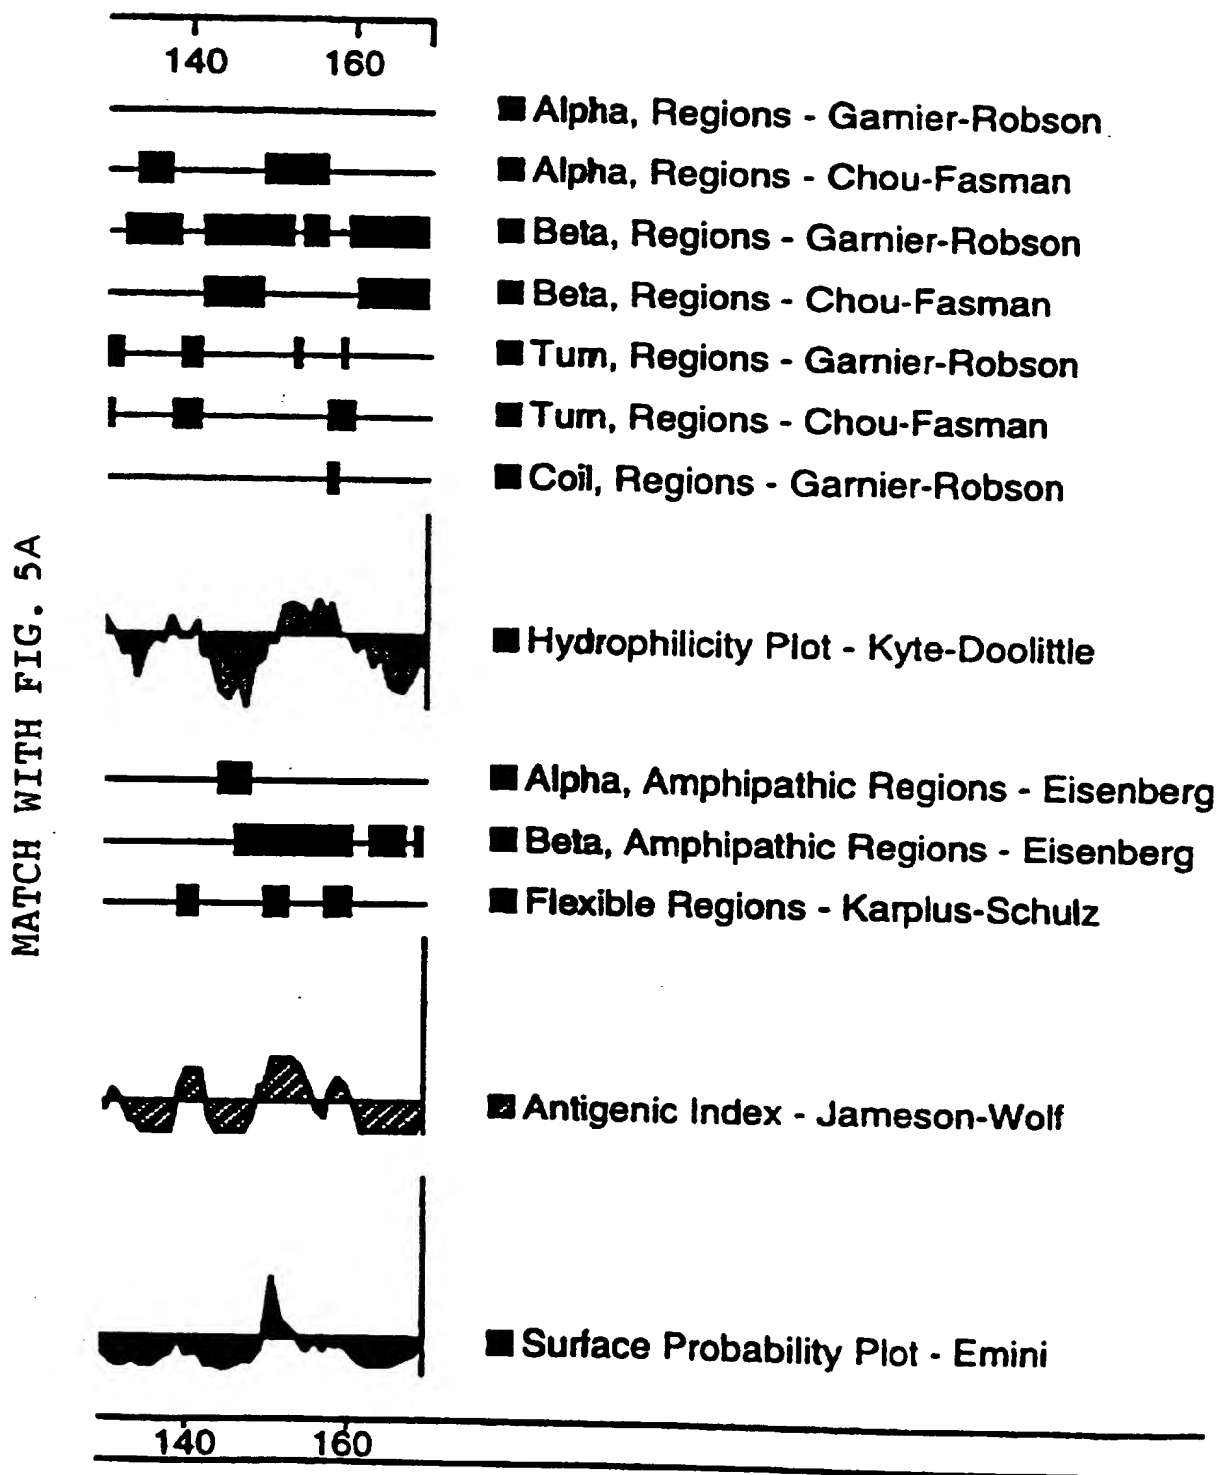 140 160
Alpha, Regions - Garnier-Robson
Alpha, Regions - Chou-Fasman
Beta, Regions - Garnier-Robson
Beta, Regions - Chou-Fasman
Turn, Regions - Garnier-Robson
Turn, Regions - Chou-Fasman
Coil, Regions - Garnier-Robson
MATCH WITH FIG. 5A
Hydrophilicity Plot - Kyte-Doolittle
Alpha, Amphipathic Regions - Eisenberg
Beta, Amphipathic Regions - Eisenberg
Flexible Regions - Karplus-Schulz
Antigenic Index - Jameson-Wolf
Surface Probability Plot - Emini
140 160